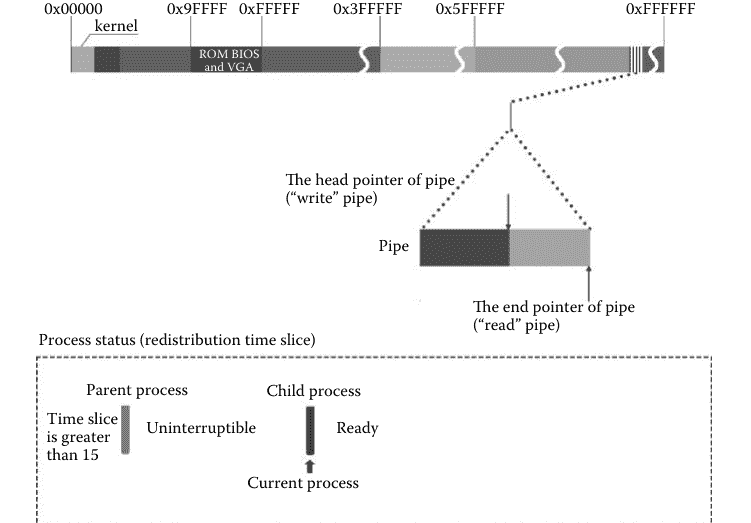 0x00000 0x9FFFF 0xFFFFF 0x3FFFFF 0x5FFFFF 0xFFFFFF
kernel
ROM BIOS
and VGA
The head pointer of pipe
(“write” pipe)
Pipe
The end pointer of pipe
(“read” pipe)
Process status (redistribution time slice)
Parent process
Child process
Time slice
is greater
than 15
Uninterruptible
Ready
Current process